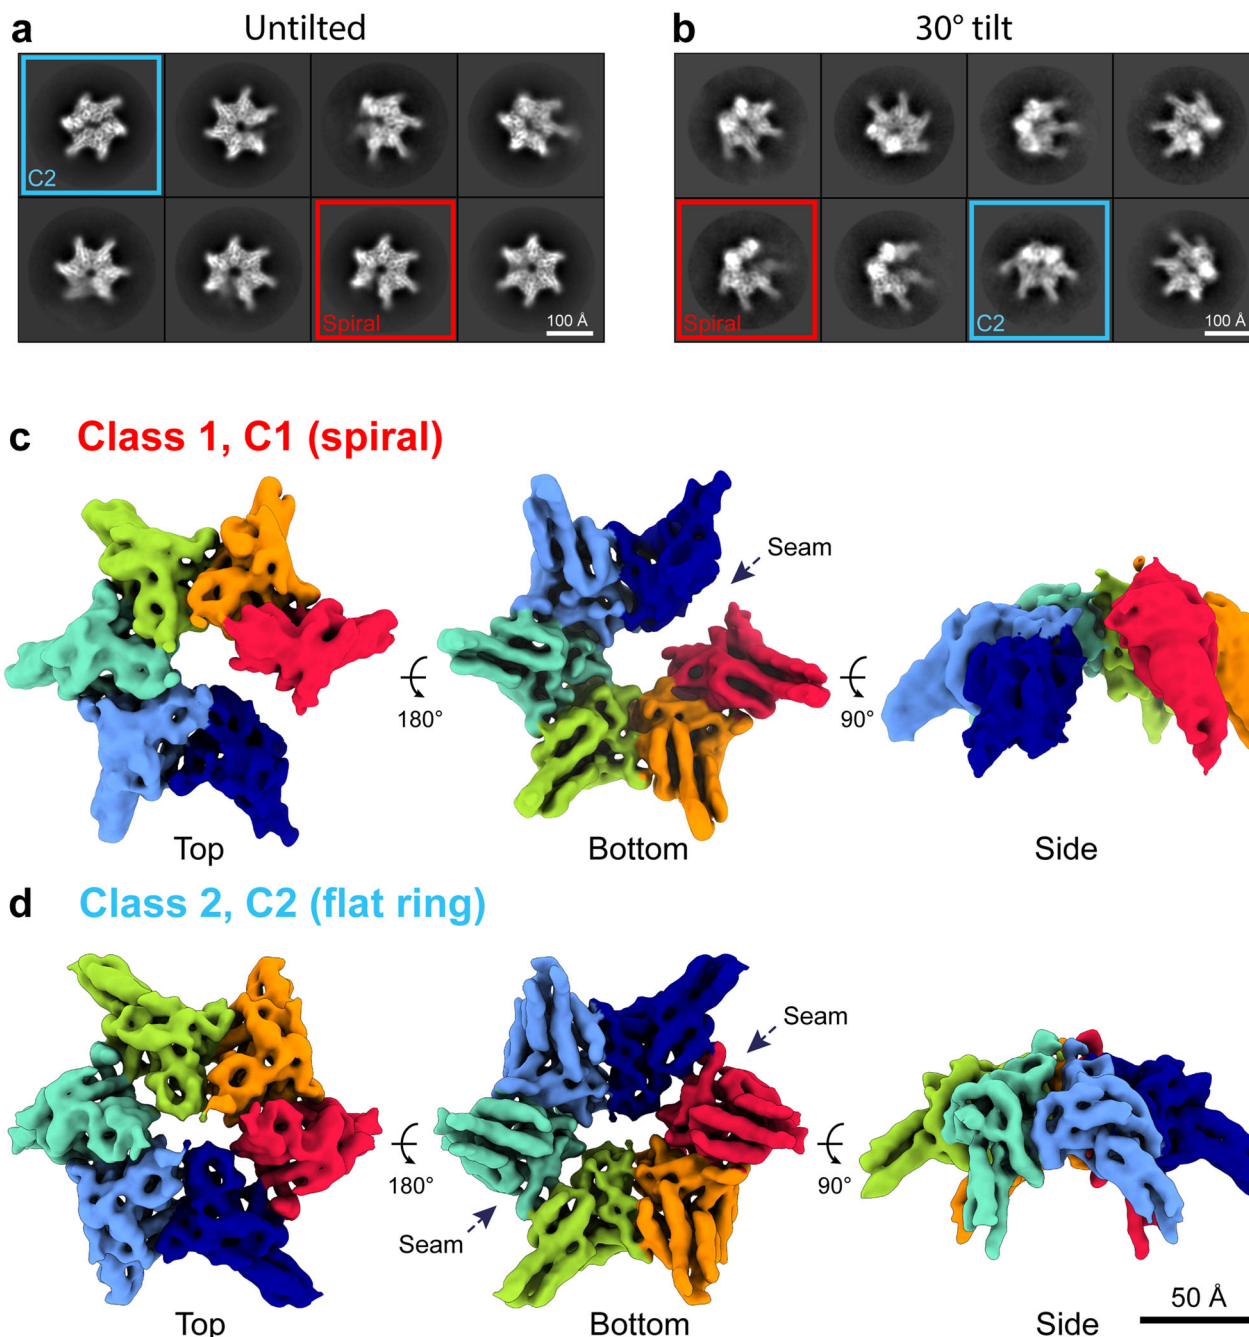 a Untilted
C2
Spiral
100 Å
b 30° tilt
Spiral
C2
100 Å
c Class 1, C1 (spiral)
Seam
180°
90°
Top
Bottom
Side
d Class 2, C2 (flat ring)
Seam
180°
90°
Seam
50 Å
Top
Bottom
Side